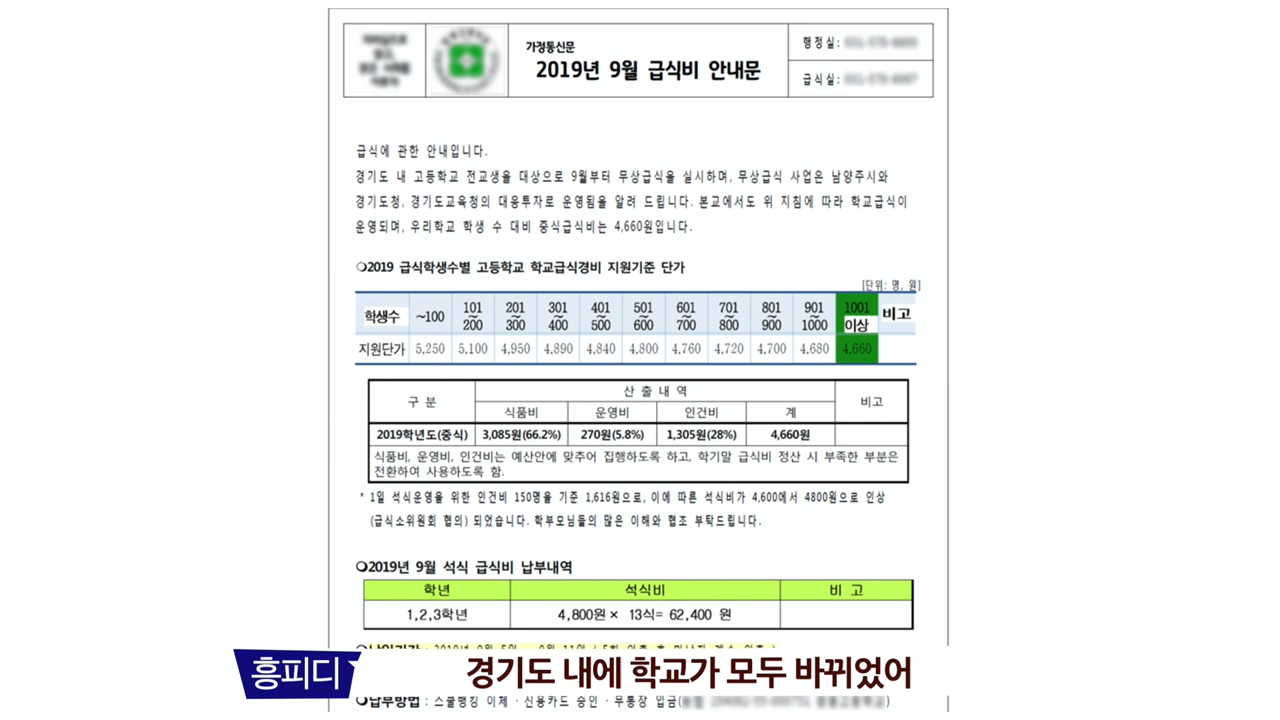 가정통신문
2019년 9월 급식비 안내문
행정실:
급식실:
급식에 관한 안내입니다.
경기도 내 고등학교 전교생을 대상으로 9월부터 무상급식을 실시하며, 무상급식 사업은 남양주시와
경기도청, 경기도교육청의 대응투자로 운영됨을 알려 드립니다. 본교에서도 위 지침에 따라 학교급식이
운영되며, 우리학교 학생 수 대비 중식급식비는 4,660원입니다.
❍2019 급식학생수별 고등학교 학교급식경비 지원기준 단가
[단위: 명, 원]
학생수 ~100 101~200 201~300 301~400 401~500 501~600 601~700 701~800 801~900 901~1000 1001이상 비고
지원단가 5,250 5,100 4,950 4,890 4,840 4,800 4,760 4,720 4,700 4,680 4,660
구 분 산 출 내 역 비고
식품비 운영비 인건비 계
2019학년도(중식) 3,085원(66.2%) 270원(5.8%) 1,305원(28%) 4,660원
식품비, 운영비, 인건비는 예산안에 맞추어 집행하도록 하고, 학기말 급식비 정산 시 부족한 부분은
전환하여 사용하도록 함.
* 1일 석식운영을 위한 인건비 150명을 기준 1,616원으로, 이에 따른 석식비가 4,600에서 4800원으로 인상
(급식소위원회 협의) 되었습니다. 학부모님들의 많은 이해와 협조 부탁드립니다.
❍2019년 9월 석식 급식비 납부내역
학년 석식비 비 고
1,2,3학년 4,800원× 13식= 62,400 원
흥피디 경기도 내에 학교가 모두 바뀌었어
❍납부방법 : 스쿨뱅킹 이체 · 신용카드 승인 · 무통장 입금(